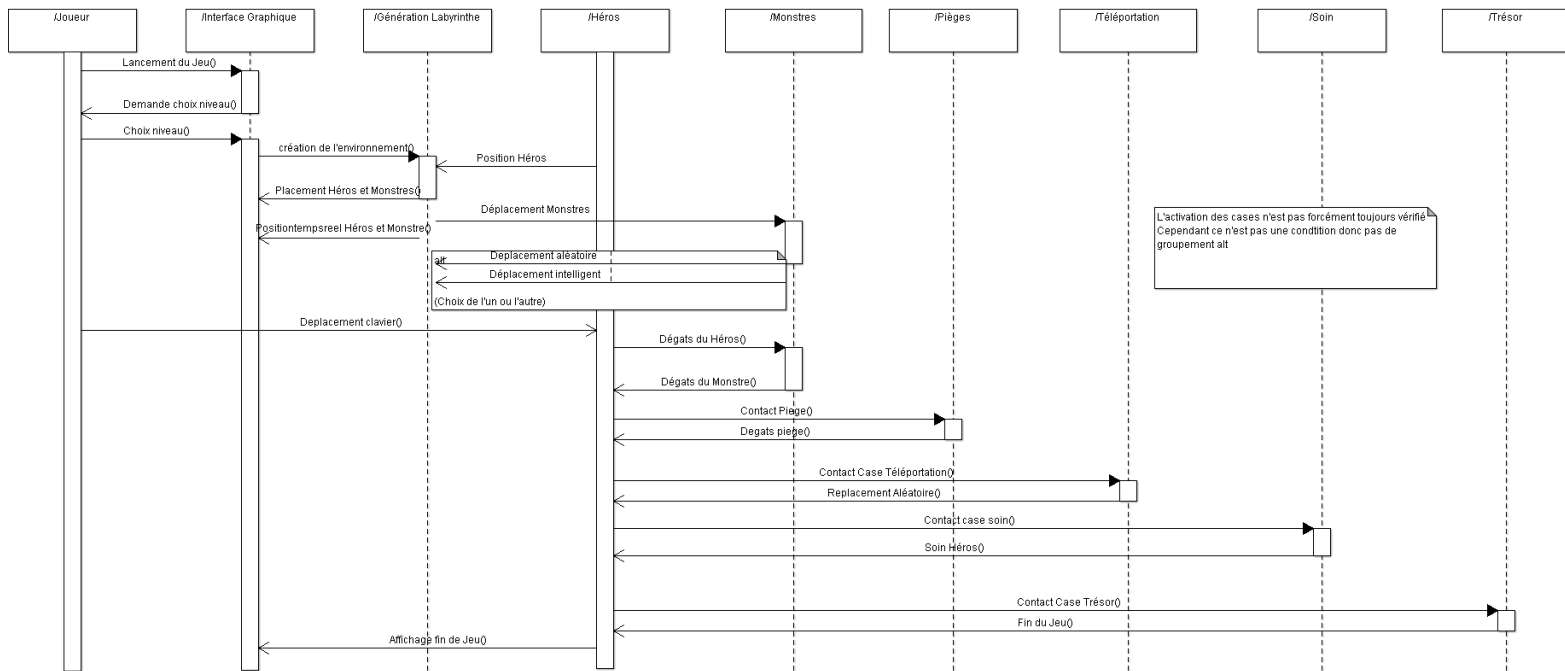 /Joueur
/Interface Graphique
/Génération Labyrinthe
/Héros
/Monstres
/Pièges
/Téléportation
/Soin
/Trésor
Lancement du Jeu()
Demande choix niveau()
Choix niveau()
création de l'environnement()
Position Héros
Placement Héros et Monstres()
Déplacement Monstres
Positiontempsreel Héros et Monstre()
L'activation des cases n'est pas forcément toujours vérifié
Cependant ce n'est pas une condtition donc pas de
groupement alt
alt
Deplacement aléatoire
Déplacement intelligent
(Choix de l'un ou l'autre)
Deplacement clavier()
Dégats du Héros()
Dégats du Monstre()
Contact Piege()
Degats piege()
Contact Case Téléportation()
Replacement Aléatoire()
Contact case soin()
Soin Héros()
Contact Case Trésor()
Fin du Jeu()
Affichage fin de Jeu()